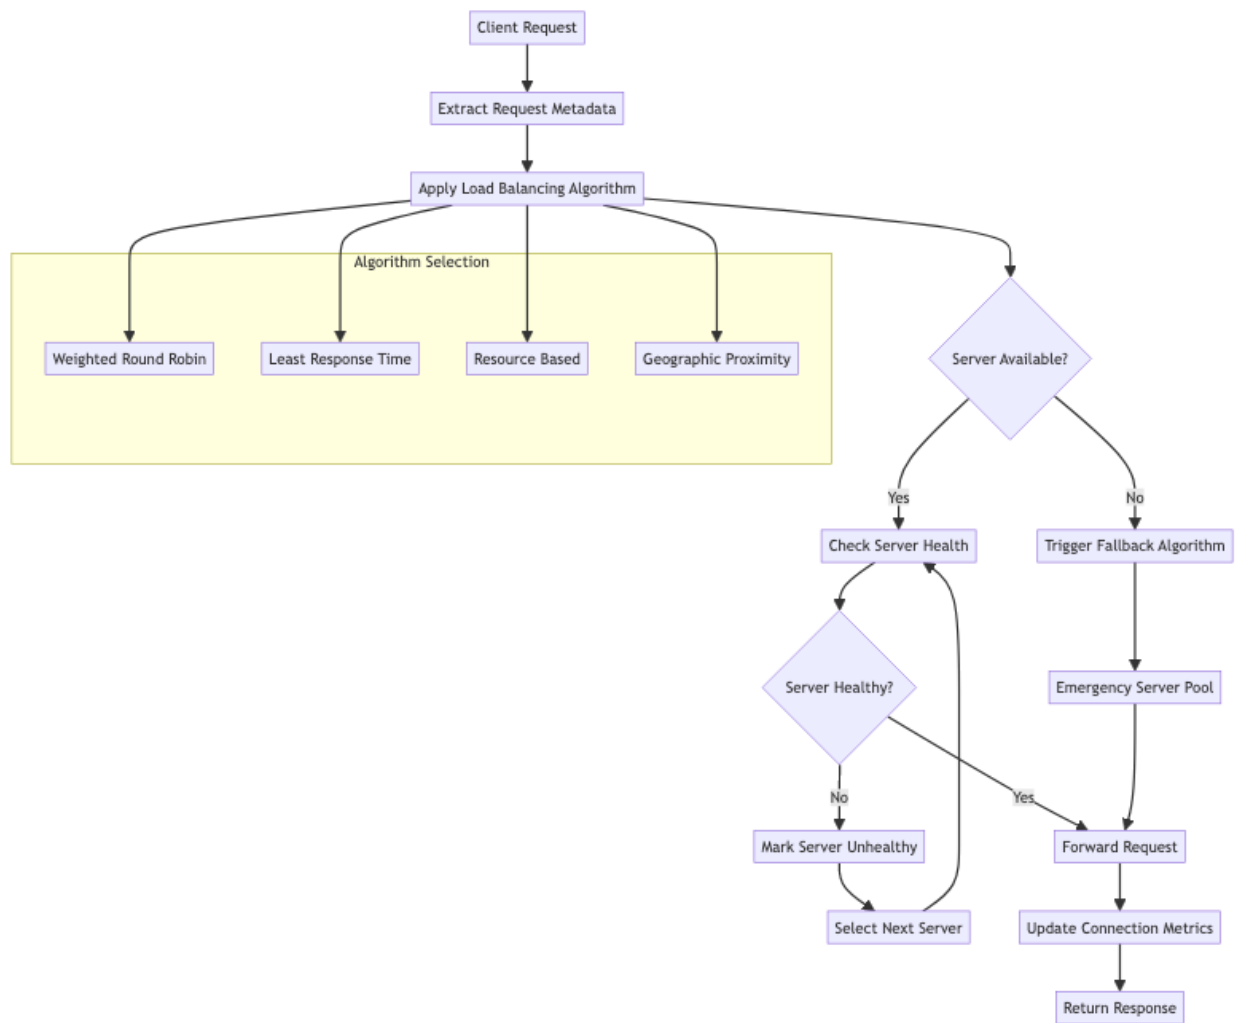 Client Request
Extract Request Metadata
Apply Load Balancing Algorithm
Algorithm Selection
Weighted Round Robin
Least Response Time
Resource Based
Geographic Proximity
Server Available?
Yes
No
Check Server Health
Trigger Fallback Algorithm
Server Healthy?
Emergency Server Pool
No
Yes
Mark Server Unhealthy
Forward Request
Select Next Server
Update Connection Metrics
Return Response